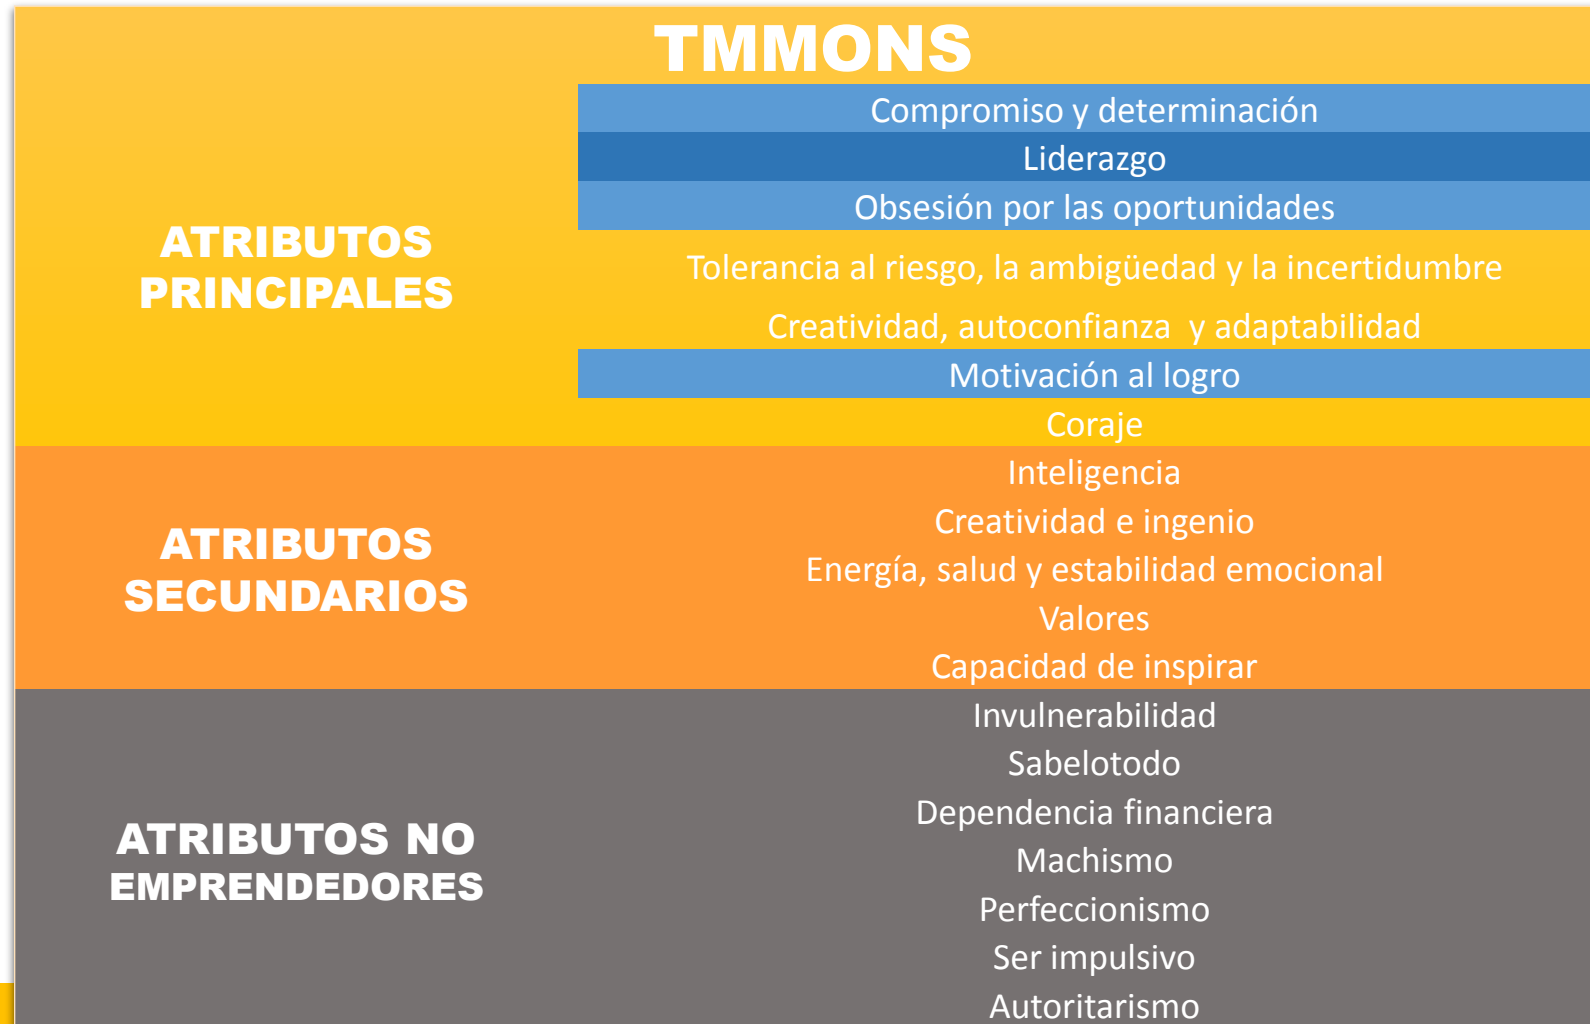 TMMONS
ATRIBUTOS
PRINCIPALES
Compromiso y determinación
Liderazgo
Obsesión por las oportunidades
Tolerancia al riesgo, la ambigüedad y la incertidumbre
Creatividad, autoconfianza y adaptabilidad
Motivación al logro
Coraje
ATRIBUTOS
SECUNDARIOS
Inteligencia
Creatividad e ingenio
Energía, salud y estabilidad emocional
Valores
Capacidad de inspirar
ATRIBUTOS NO
EMPRENDEDORES
Invulnerabilidad
Sabelotodo
Dependencia financiera
Machismo
Perfeccionismo
Ser impulsivo
Autoritarismo